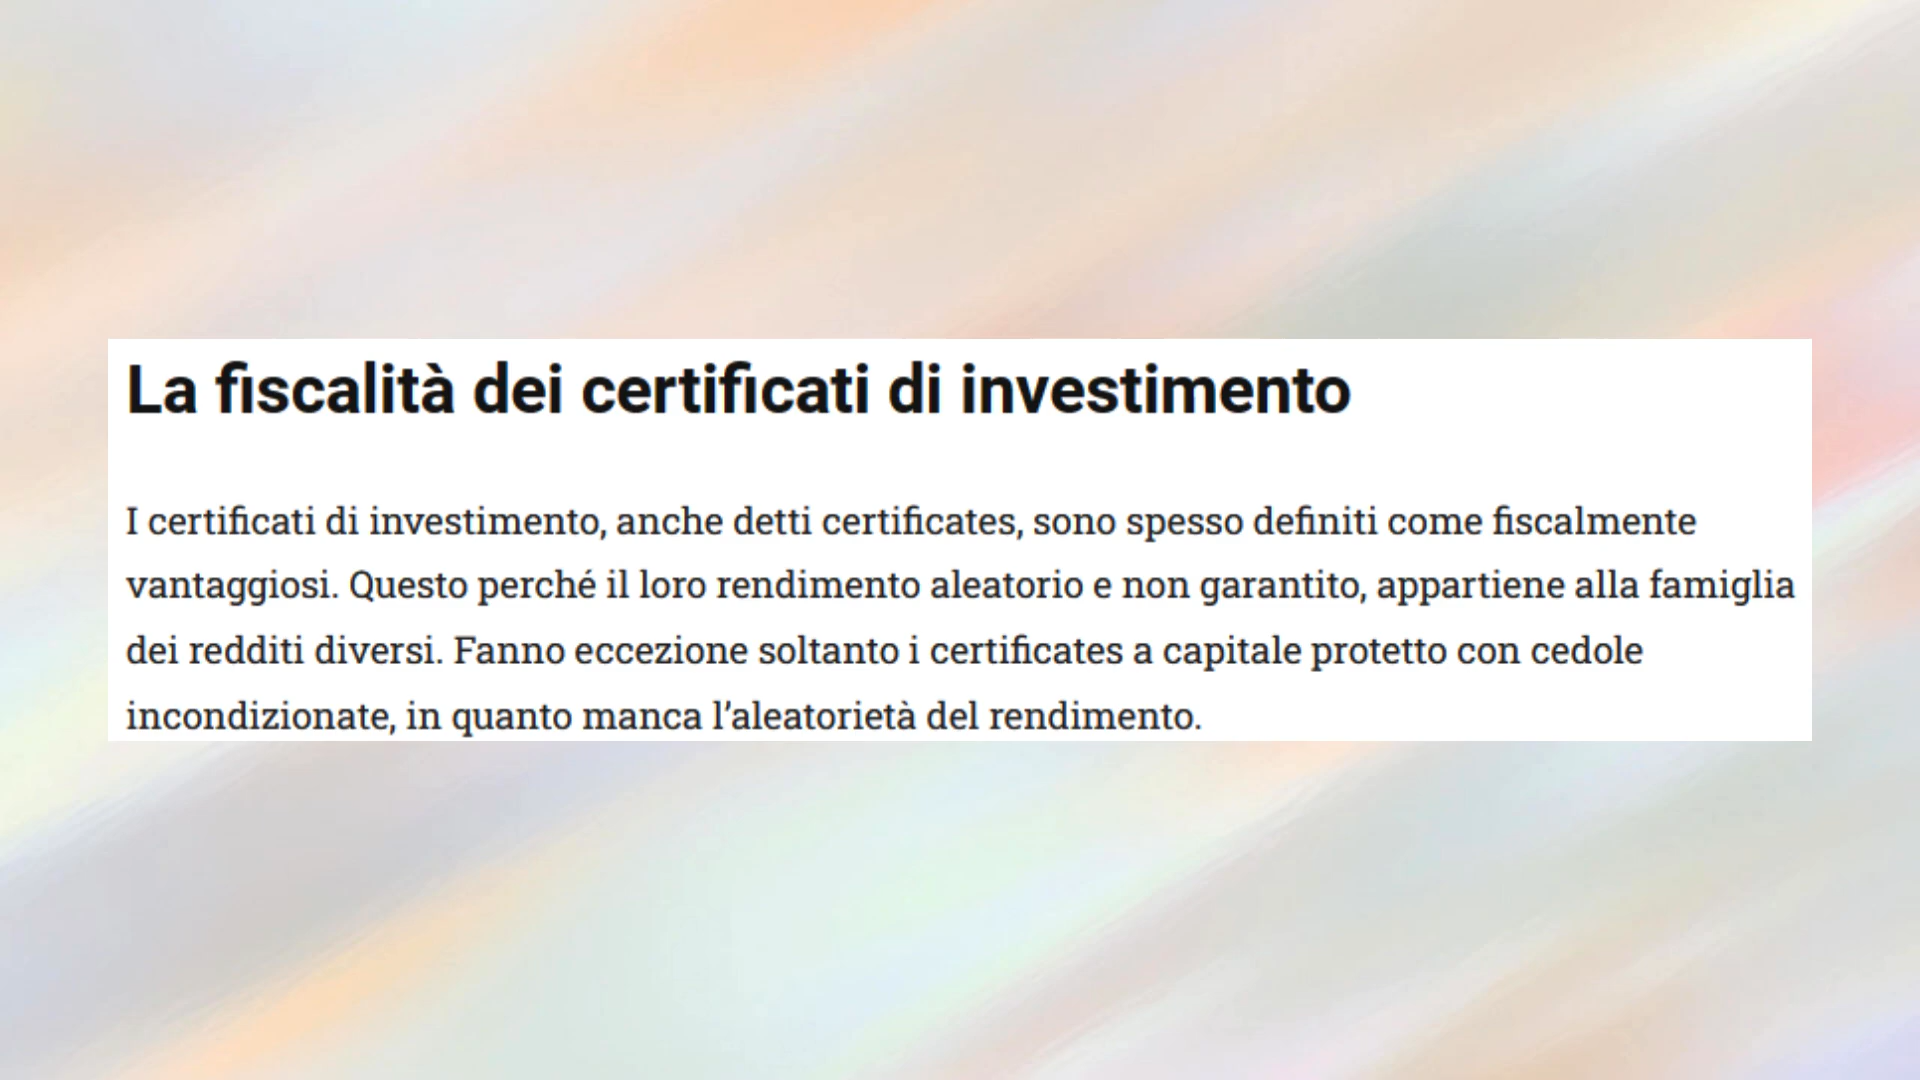 La fiscalità dei certificati di investimento
I certificati di investimento, anche detti certificates, sono spesso definiti come fiscalmente
vantaggiosi. Questo perché il loro rendimento aleatorio e non garantito, appartiene alla famiglia
dei redditi diversi. Fanno eccezione soltanto i certificates a capitale protetto con cedole
incondizionate, in quanto manca l’aleatorietà del rendimento.